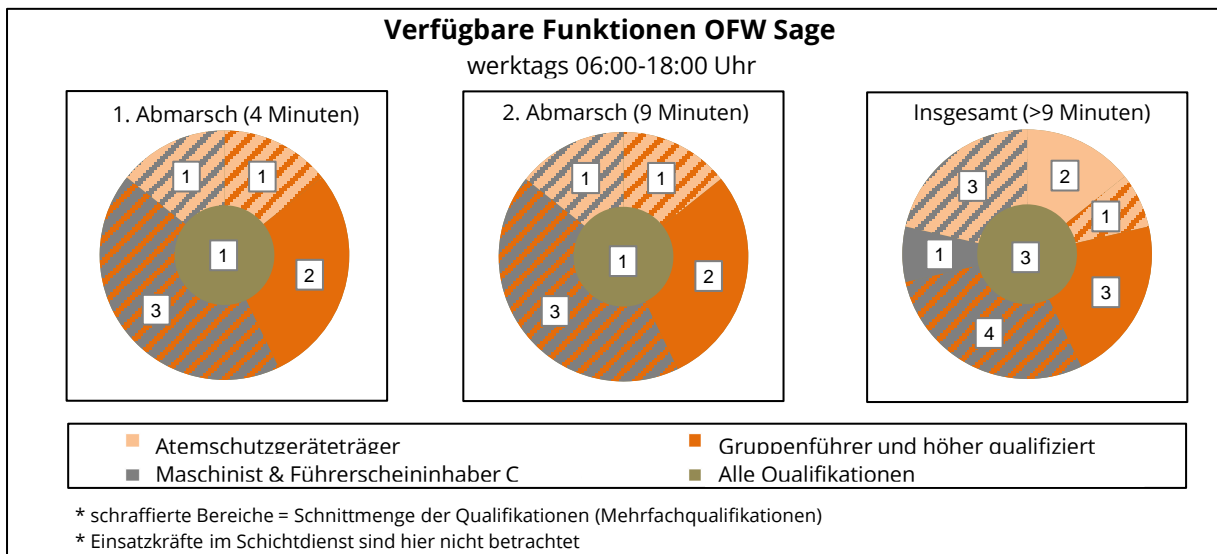 Verfügbare Funktionen OFW Sage
werktags 06:00-18:00 Uhr
1. Abmarsch (4 Minuten)
1
1
1
2
3
2. Abmarsch (9 Minuten)
1
1
1
2
3
Insgesamt (>9 Minuten)
3
2
1
1
3
3
4
Atemschutzgeräteträger
Gruppenführer und höher qualifiziert
Maschinist & Führerscheininhaber C
Alle Qualifikationen
* schraffierte Bereiche = Schnittmenge der Qualifikationen (Mehrfachqualifikationen)
* Einsatzkräfte im Schichtdienst sind hier nicht betrachtet